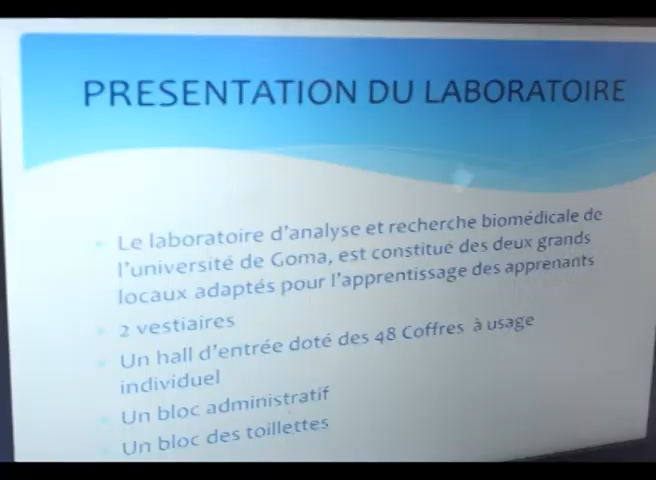 PRESENTATION DU LABORATOIRE
Le laboratoire d'analyse et recherche biomédicale de
l'université de Goma, est constitué des deux grands
locaux adaptés pour l'apprentissage des apprenants
2 vestiaires
Un hall d'entrée doté des 48 Coffres à usage
individuel
Un bloc administratif
Un bloc des toillettes